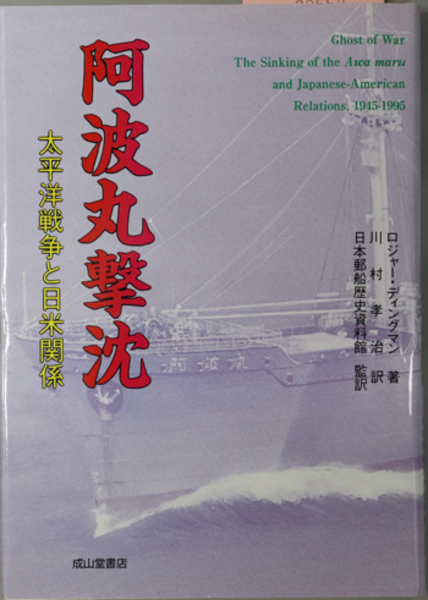 Ghost of War
The Sinking of the Awa maru
and Japanese-American
Relations, 1945-1995
阿波丸撃沈
太平洋戦争と日米関係
ロジャー・ディングマン 著
川村孝治 訳
日本郵船歴史資料館 監訳
阿波丸
成山堂書店